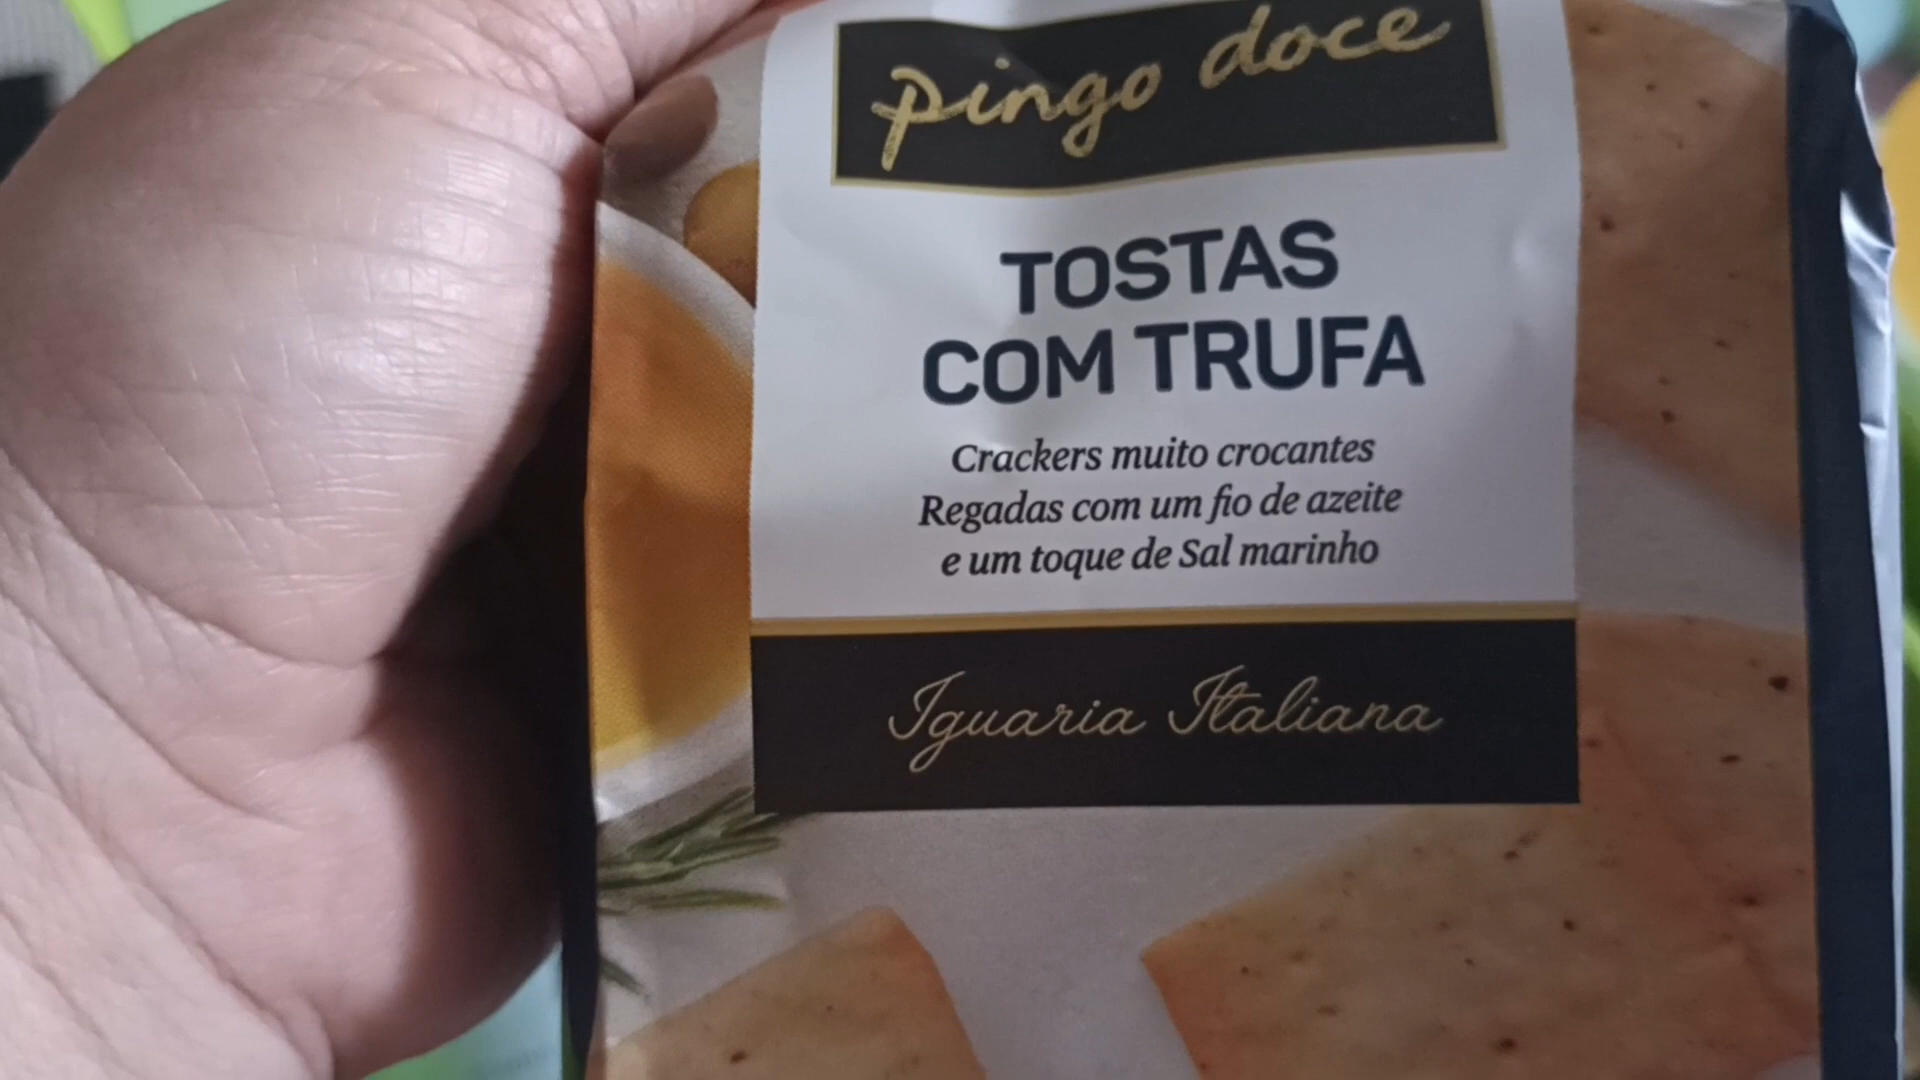 pingo doce
TOSTAS
COM TRUFA
Crackers muito crocantes
Regadas com um fio de azeite
e um toque de Sal marinho
Iguaria Italiana